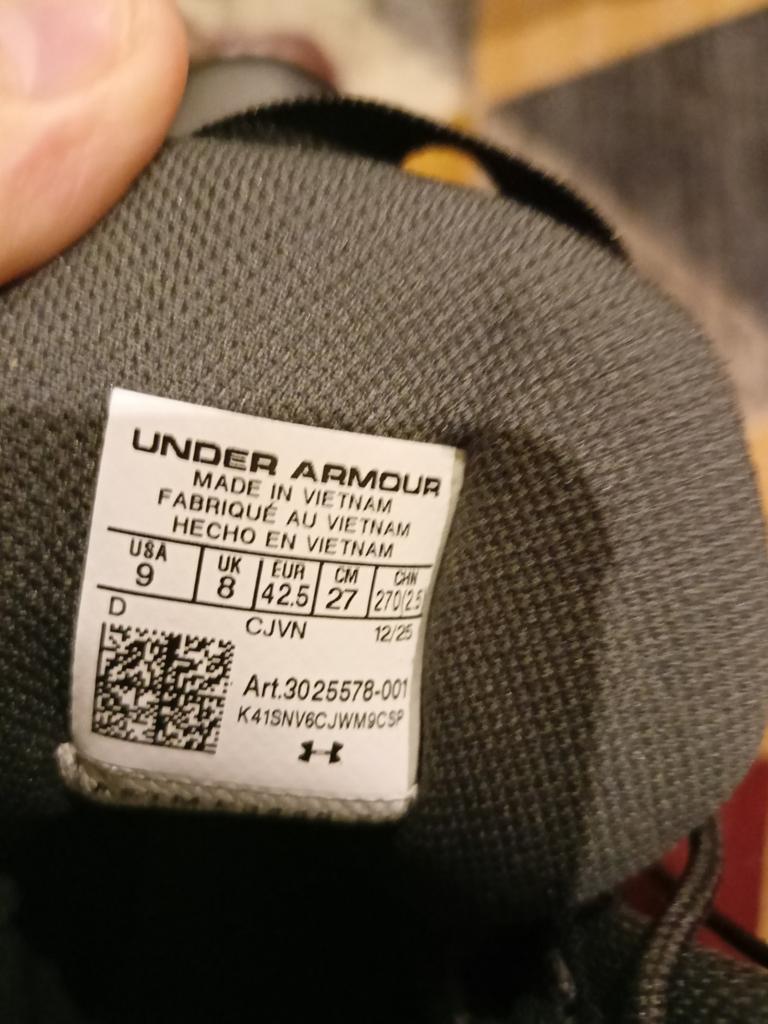 UNDER ARMOUR
MADE IN VIETNAM
FABRIQUÉ AU VIETNAM
HECHO EN VIETNAM
USA UK EUR CM CHN
9 8 42.5 27 270(2.5
D CJVN 12/25
Art.3025578-001
K41SNV6CJWM9CSP